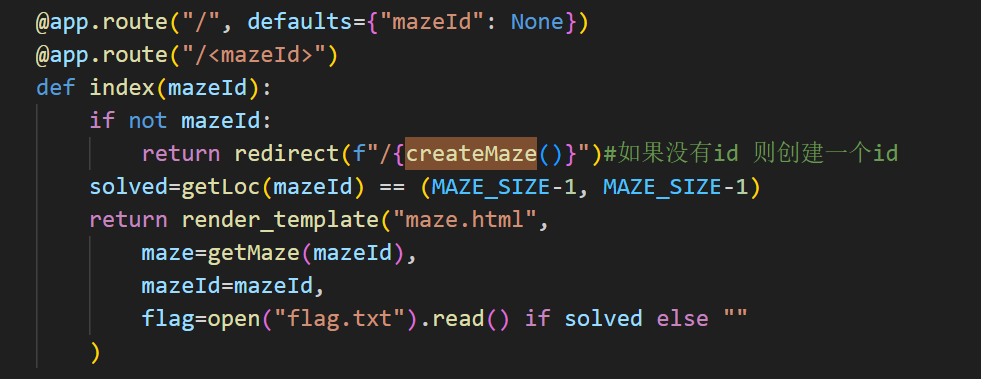 @app.route("/", defaults={"mazeId": None})
@app.route("/<mazeId>")
def index(mazeId):
    if not mazeId:
        return redirect(f"/{createMaze()}")#如果没有id 则创建一个id
    solved=getLoc(mazeId) == (MAZE_SIZE-1, MAZE_SIZE-1)
    return render_template("maze.html",
        maze=getMaze(mazeId),
        mazeId=mazeId,
        flag=open("flag.txt").read() if solved else ""
    )